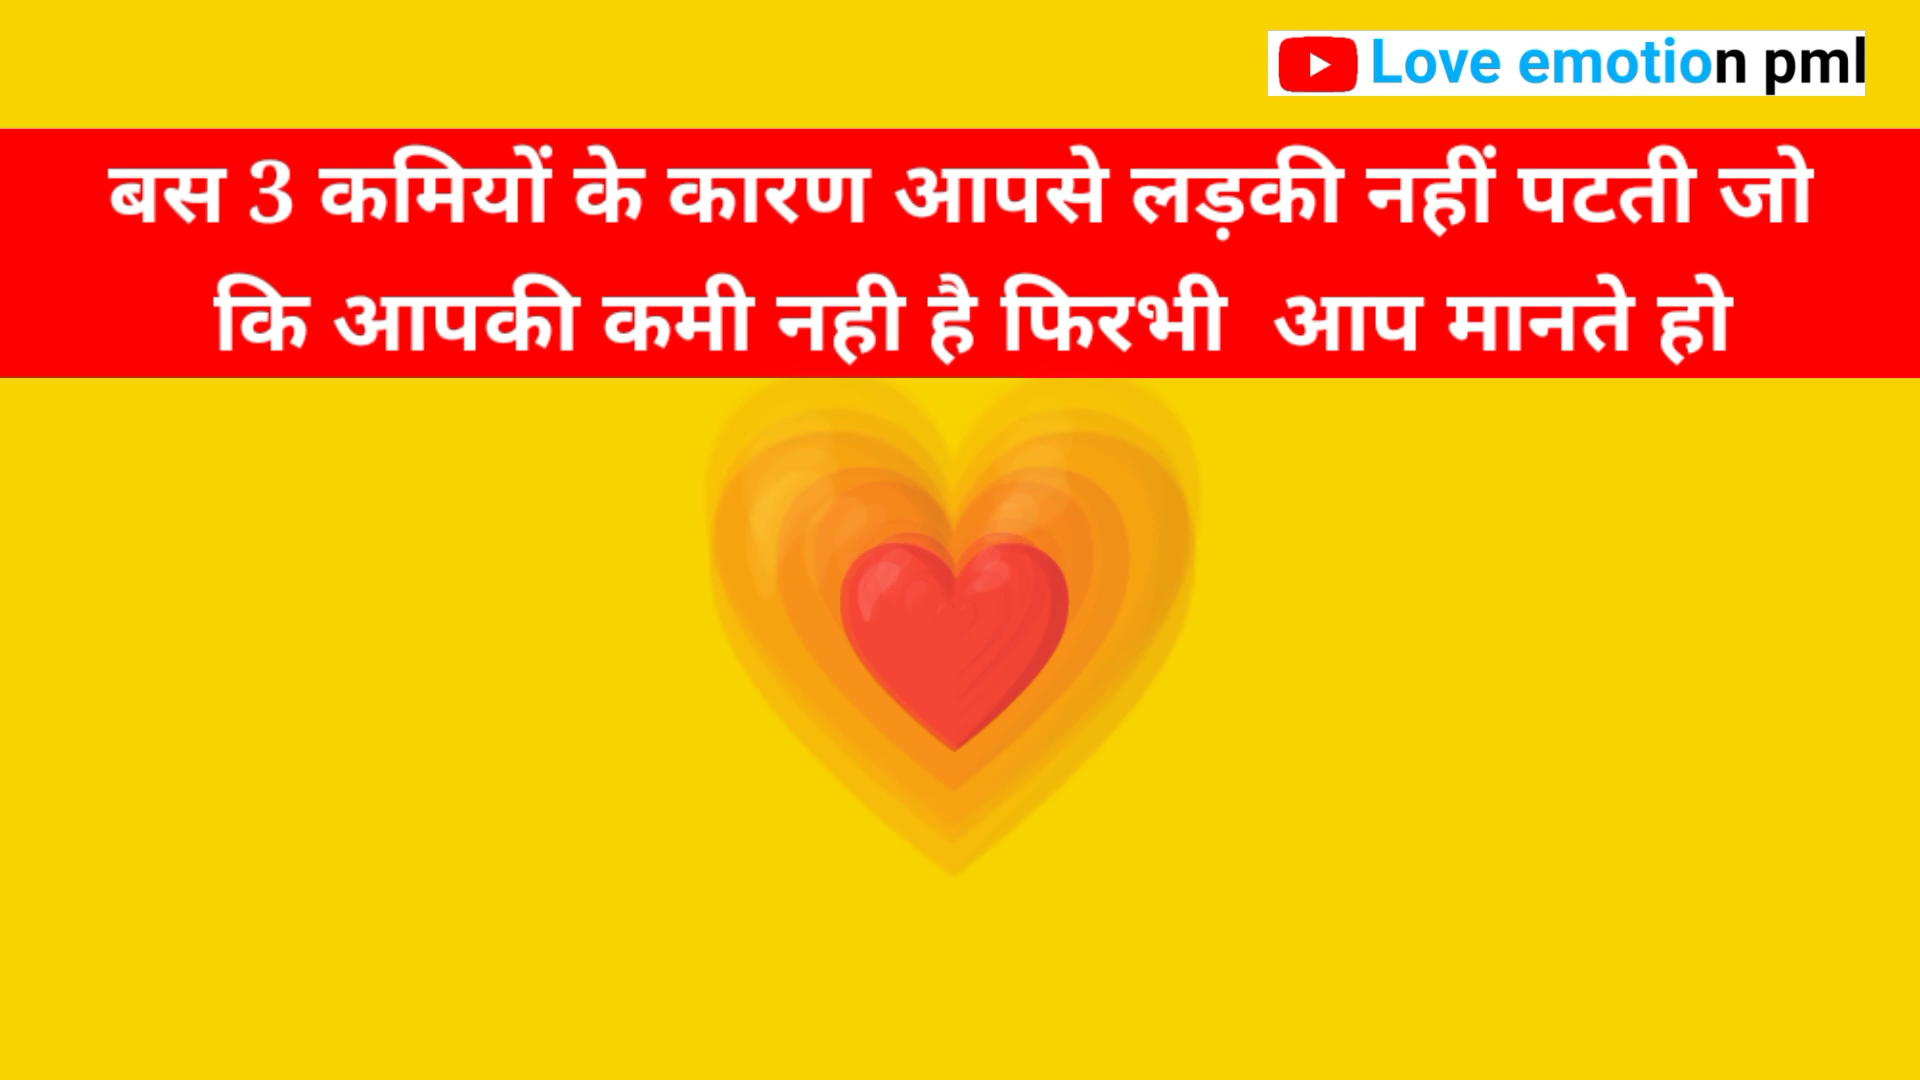 Love emotion pml
बस 3 कमियों के कारण आपसे लड़की नहीं पटती जो
कि आपकी कमी नही है फिरभी  आप मानते हो